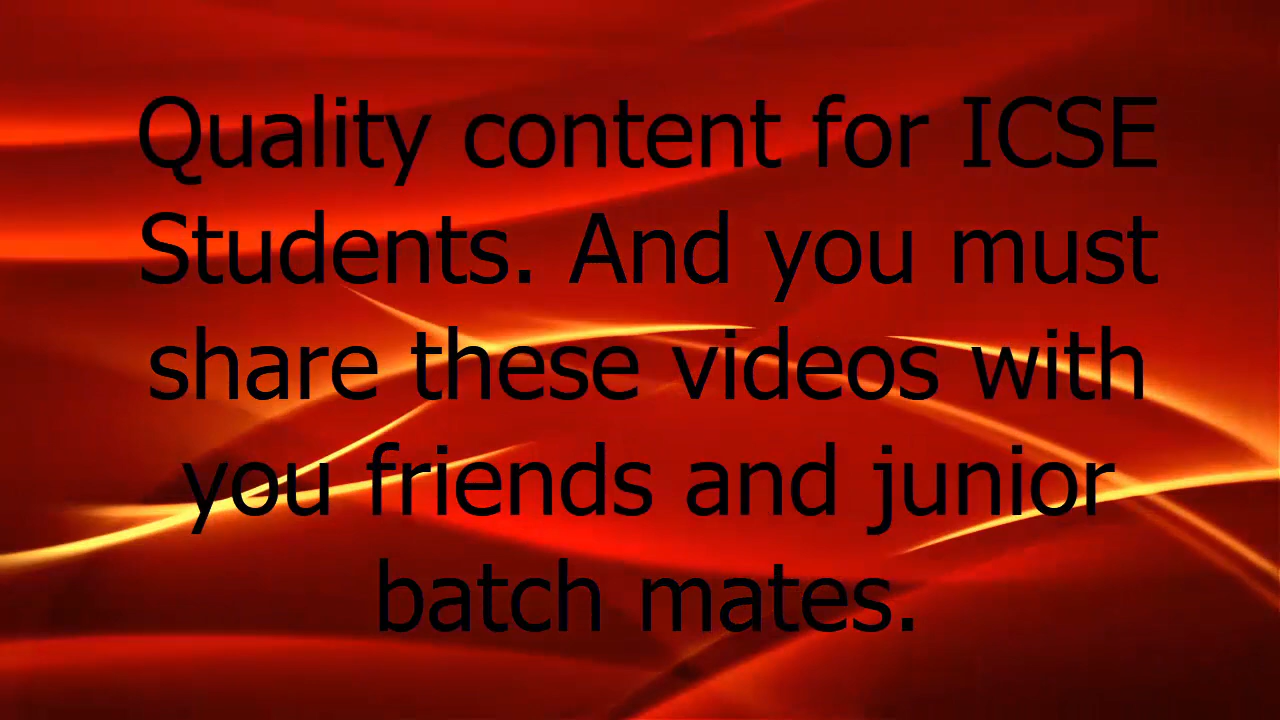 Quality content for ICSE
Students. And you must
share these videos with
you friends and junior
batch mates.